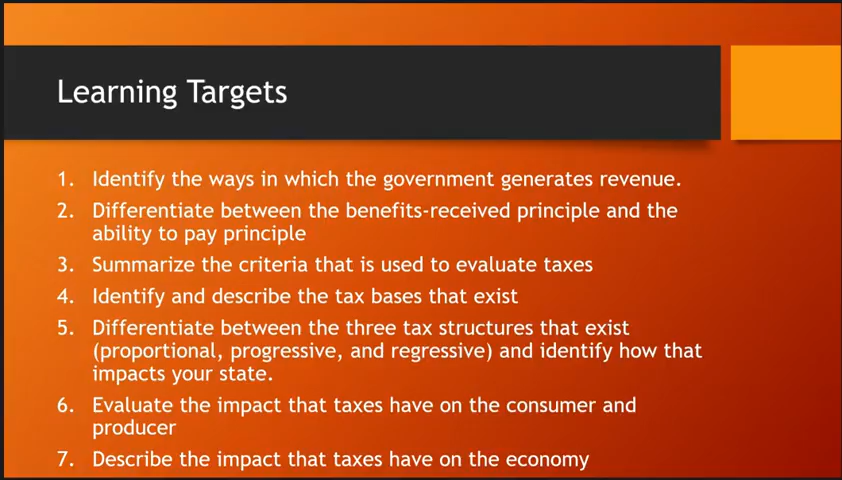 Learning Targets
1. Identify the ways in which the government generates revenue.
2. Differentiate between the benefits-received principle and the
ability to pay principle
3. Summarize the criteria that is used to evaluate taxes
4. Identify and describe the tax bases that exist
5. Differentiate between the three tax structures that exist
(proportional, progressive, and regressive) and identify how that
impacts your state.
6. Evaluate the impact that taxes have on the consumer and
producer
7. Describe the impact that taxes have on the economy